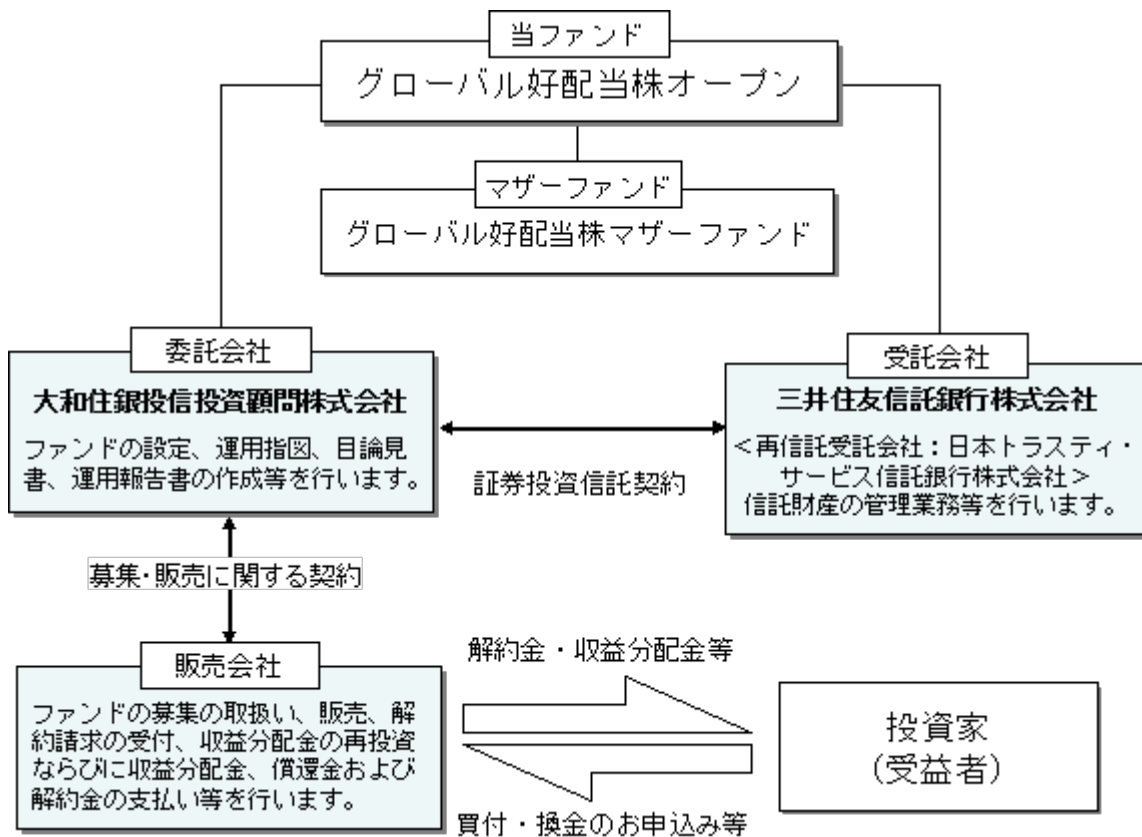 当ファンド
グローバル好配当株オープン
マザーファンド
グローバル好配当株マザーファンド
委託会社
大和住銀投信投資顧問株式会社
ファンドの設定、運用指図、目論見
書、運用報告書の作成等を行います。
証券投資信託契約
受託会社
三井住友信託銀行株式会社
＜再信託受託会社：日本トラスティ・
サービス信託銀行株式会社＞
信託財産の管理業務等を行います。
募集・販売に関する契約
販売会社
ファンドの募集の取扱い、販売、解
約請求の受付、収益分配金の再投資
ならびに収益分配金、償還金および
解約金の支払い等を行います。
解約金・収益分配金等
買付・換金のお申込み等
投資家
（受益者）